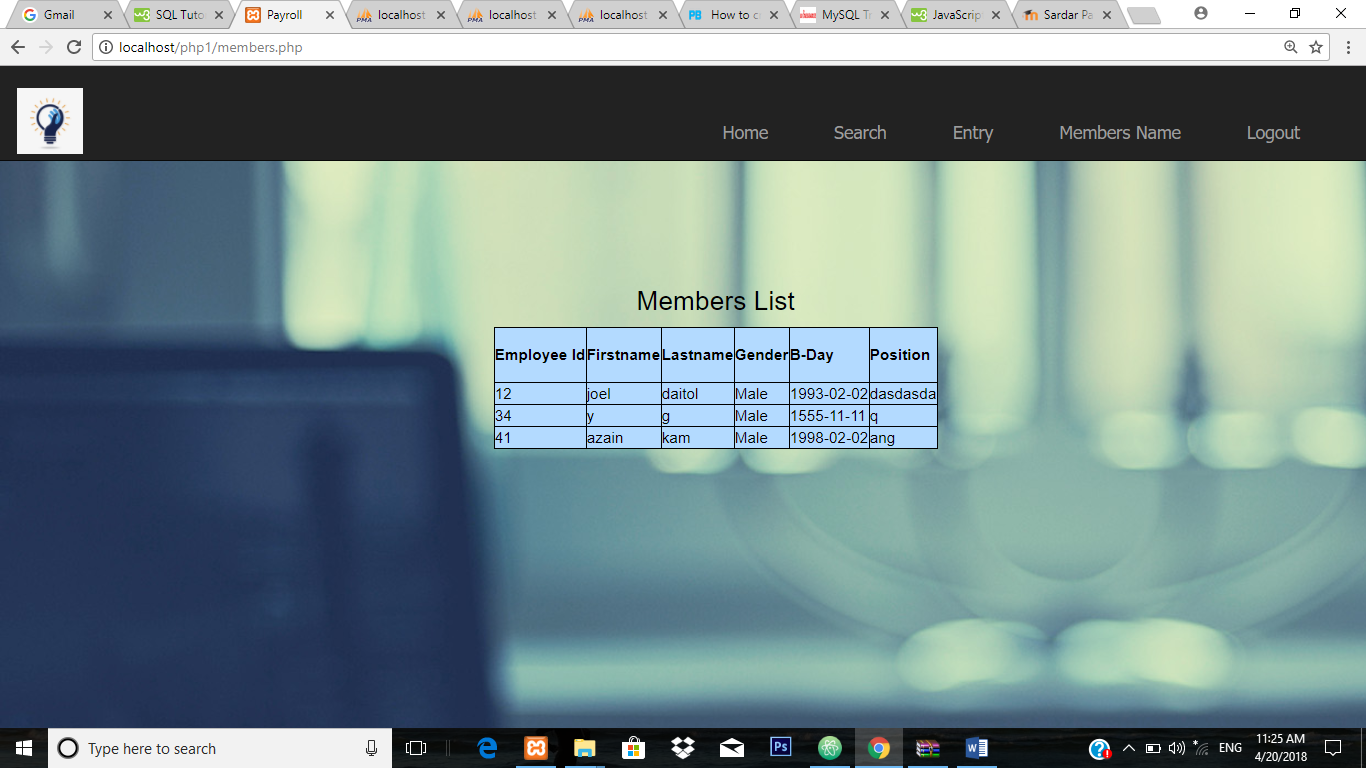 Gmail SQL Tuto Payroll localhost localhost localhost How to c MySQL T JavaScrip Sardar Pa
localhost/php1/members.php
Home Search Entry Members Name Logout
Members List
Employee Id Firstname Lastname Gender B-Day Position
12 joel daitol Male 1993-02-02 dasdasda
34 y g Male 1555-11-11 q
41 azain kam Male 1998-02-02 ang
Type here to search
ENG
11:25 AM
4/20/2018